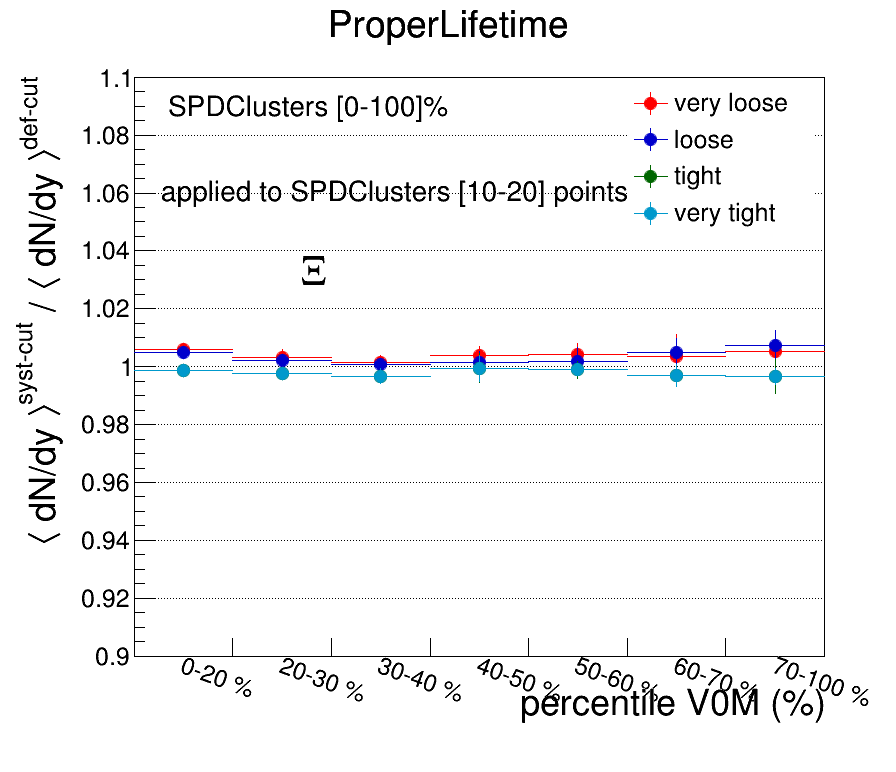 ProperLifetime
SPDClusters [0-100]%
applied to SPDClusters [10-20] points
Ξ
very loose
loose
tight
very tight
⟨ dN/dy ⟩^syst-cut / ⟨ dN/dy ⟩^def-cut
1.1
1.08
1.06
1.04
1.02
1
0.98
0.96
0.94
0.92
0.9
0-20 %
20-30 %
30-40 %
40-50 %
50-60 %
60-70 %
70-100 %
percentile V0M (%)